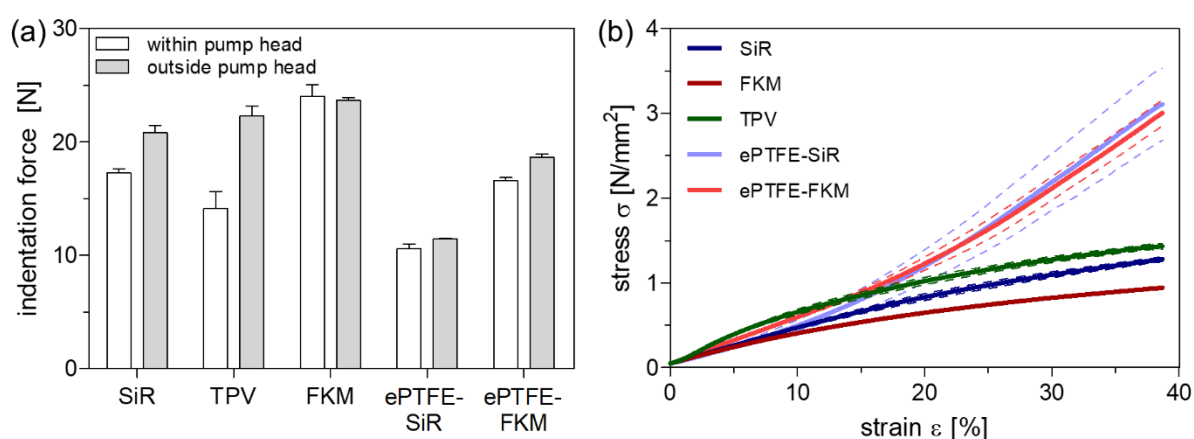 (a)
30
20
10
0
indentation force [N]
within pump head
outside pump head
SiR
TPV
FKM
ePTFE-
SiR
ePTFE-
FKM
(b)
4
3
2
1
0
stress σ [N/mm²]
SiR
FKM
TPV
ePTFE-SiR
ePTFE-FKM
0
10
20
30
40
strain ε [%]